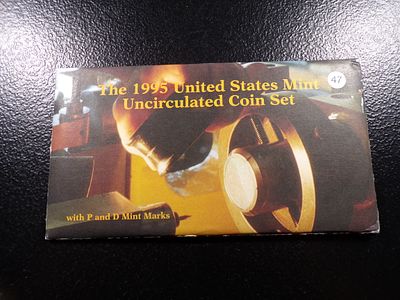 The 1995 United States Mint
Uncirculated Coin Set
47
with P and D Mint Marks